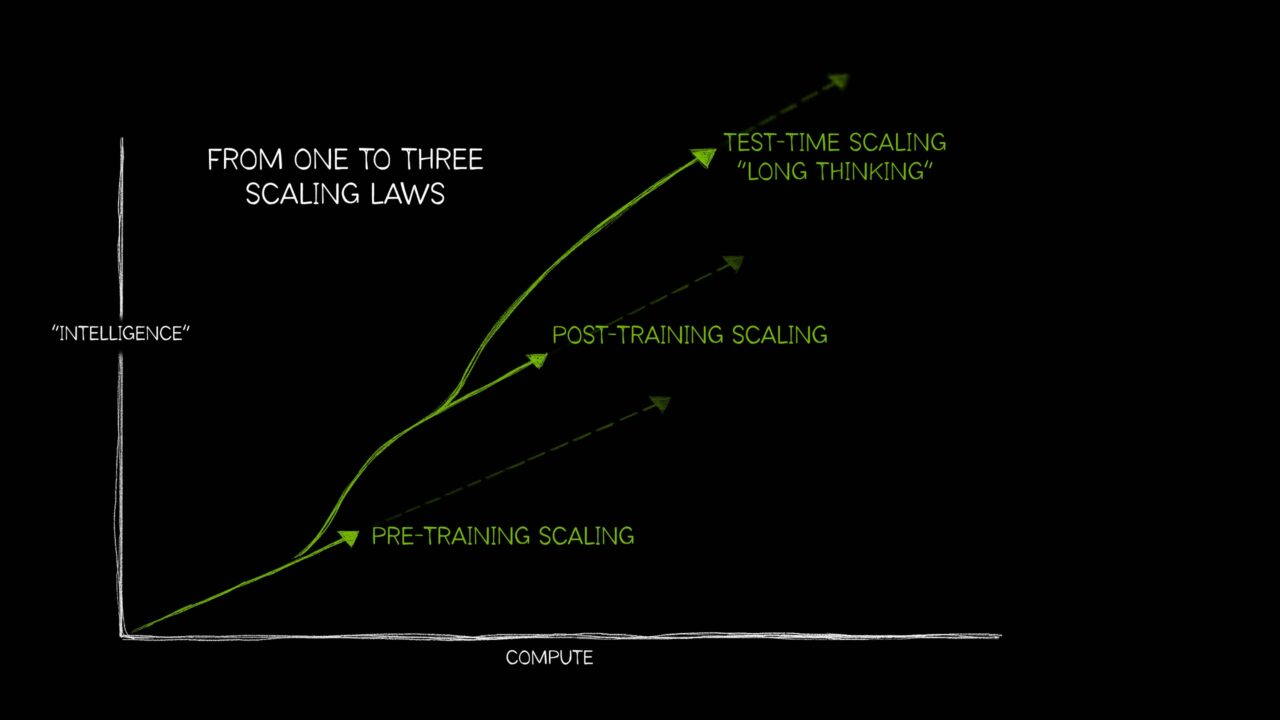 FROM ONE TO THREE
SCALING LAWS
TEST-TIME SCALING
“LONG THINKING”
“INTELLIGENCE”
POST-TRAINING SCALING
PRE-TRAINING SCALING
COMPUTE